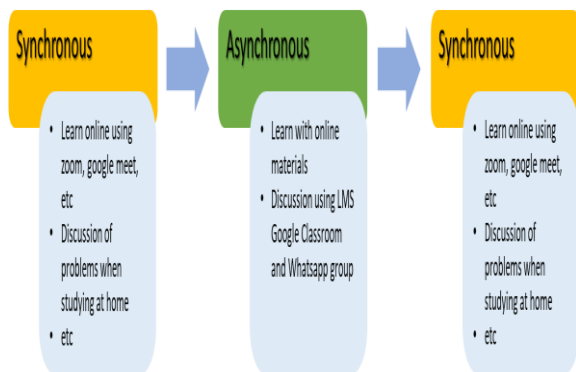 Synchronous
• Learn online using
zoom, google meet,
etc
• Discussion of
problems when
studying at home
• etc
Asynchronous
• Learn with online
materials
• Discussion using LMS
Google Classroom
and Whatsapp group
Synchronous
• Learn online using
zoom, google meet,
etc
• Discussion of
problems when
studying at home
• etc